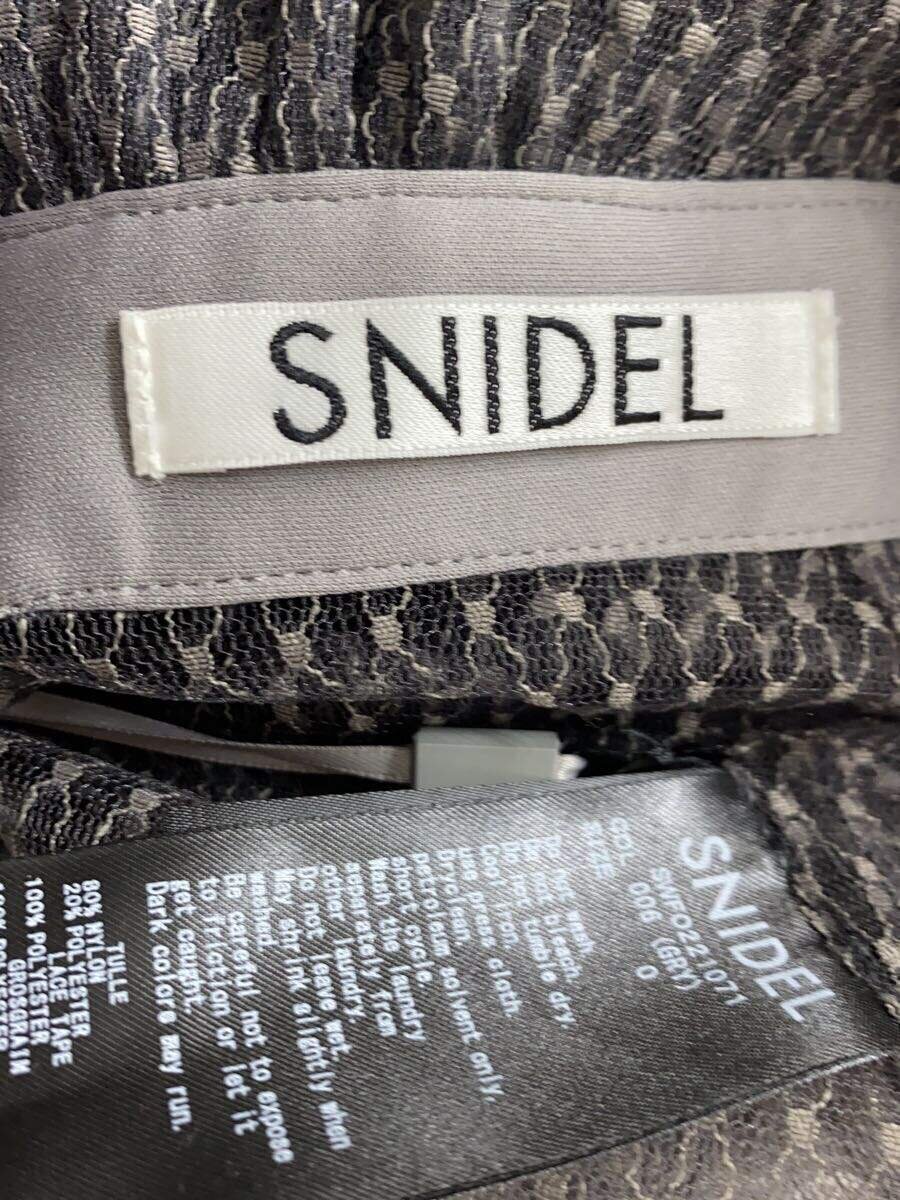 SNIDEL
SNIDEL
SWFO221071
COL 006 (GRY)
SIZE 0
Do not bleach.
Do not tumble dry.
Cool iron.
Use press cloth.
Dryclean,
petroleum solvent only,
short cycle.
Wash the laundry
separately from
other laundry.
Do not leave wet.
May shrink slightly when
washed.
Be careful not to expose
to friction or let it
get caught.
Dark colors may run.
TULLE
80% NYLON
20% POLYESTER
LACE TAPE
100% POLYESTER
GROSGRAIN